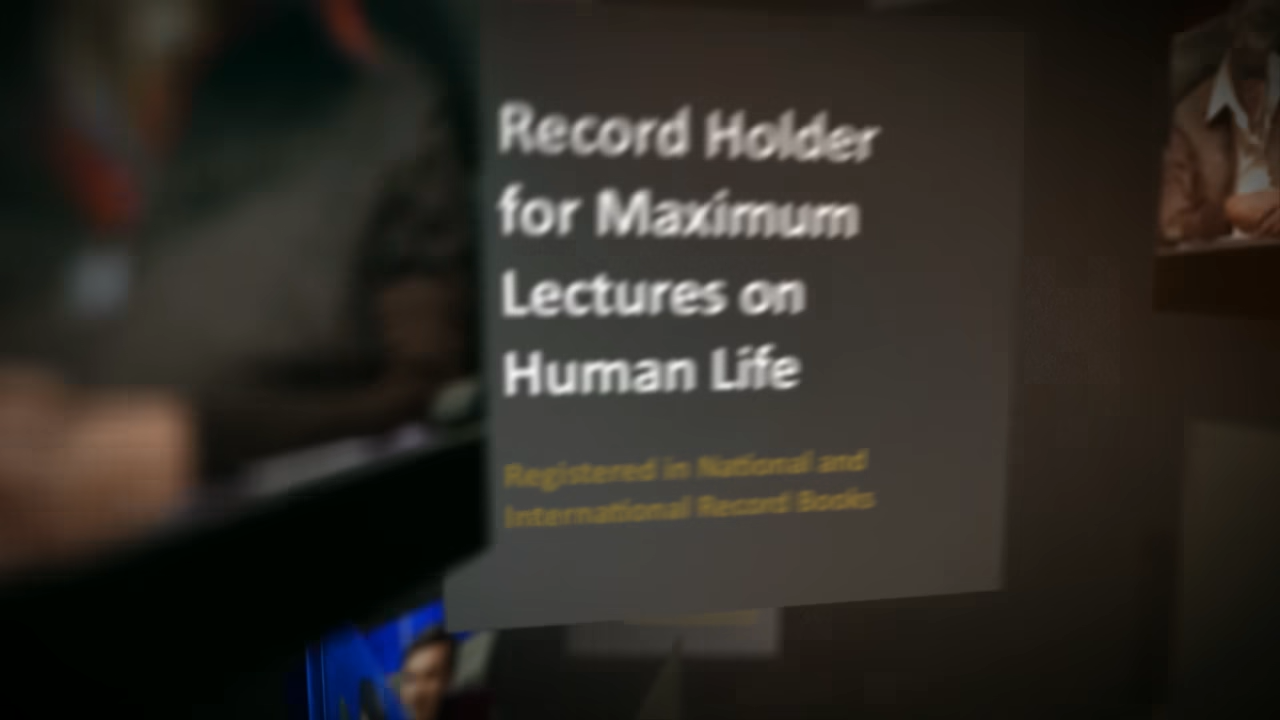 Record Holder
for Maximum
Lectures on
Human Life
Registered in National and
International Record Books